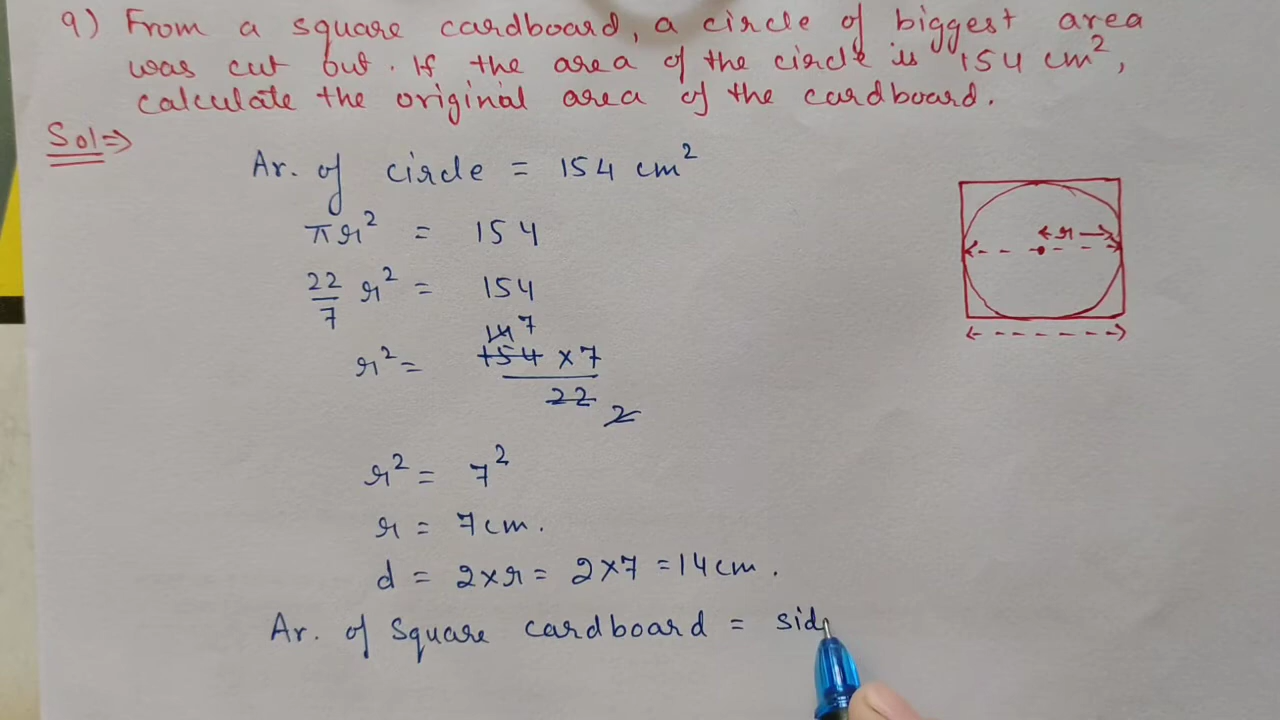 9) From a square cardboard, a circle of biggest area
was cut out. If the area of the circle is 154 cm²,
calculate the original area of the cardboard.
Sol⇒
Ar. of circle = 154 cm²
πr² = 154
22/7 r² = 154
14 7
r² = 154 × 7
22 2
r² = 7²
r = 7cm.
d = 2×r = 2×7 = 14cm.
Ar. of Square cardboard = sid
r